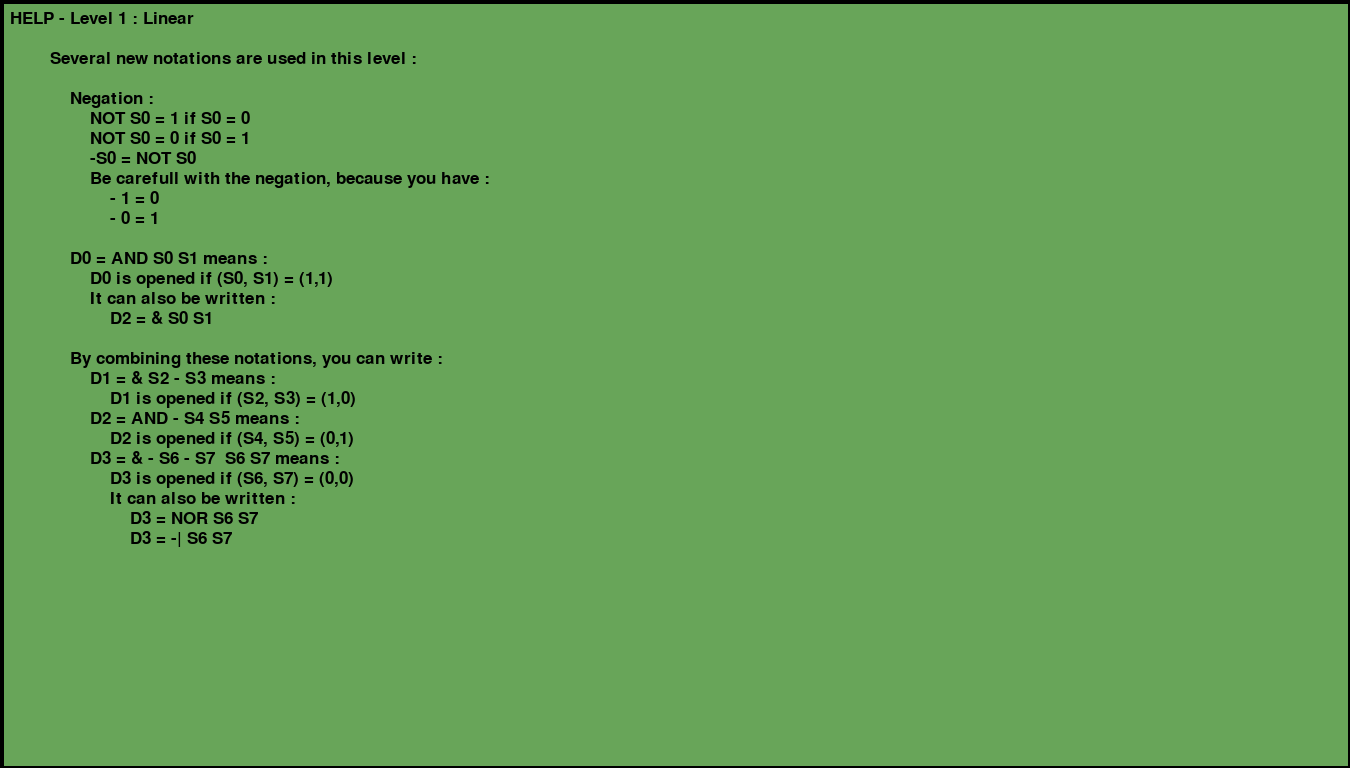 HELP - Level 1 : Linear
Several new notations are used in this level :
Negation :
NOT S0 = 1 if S0 = 0
NOT S0 = 0 if S0 = 1
-S0 = NOT S0
Be carefull with the negation, because you have :
- 1 = 0
- 0 = 1
D0 = AND S0 S1 means :
D0 is opened if (S0, S1) = (1,1)
It can also be written :
D2 = & S0 S1
By combining these notations, you can write :
D1 = & S2 - S3 means :
D1 is opened if (S2, S3) = (1,0)
D2 = AND - S4 S5 means :
D2 is opened if (S4, S5) = (0,1)
D3 = & - S6 - S7  S6 S7 means :
D3 is opened if (S6, S7) = (0,0)
It can also be written :
D3 = NOR S6 S7
D3 = -| S6 S7